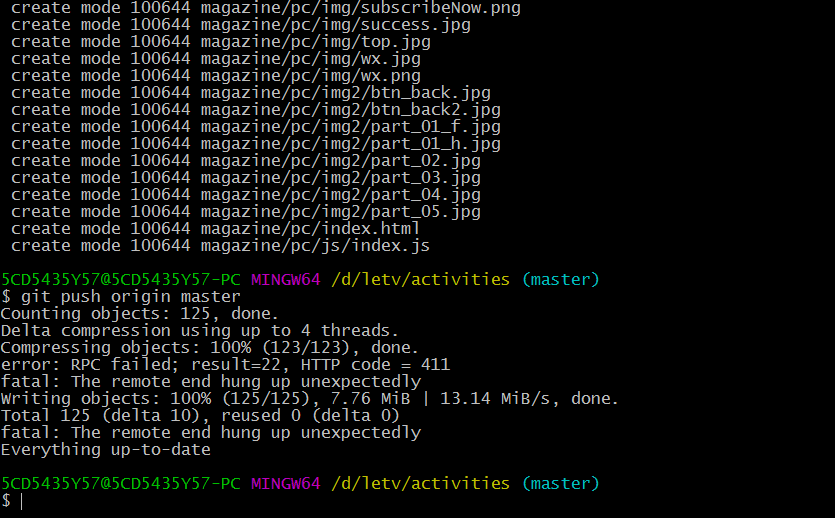 create mode 100644 magazine/pc/img/subscribeNow.png
create mode 100644 magazine/pc/img/success.jpg
create mode 100644 magazine/pc/img/top.jpg
create mode 100644 magazine/pc/img/wx.jpg
create mode 100644 magazine/pc/img/wx.png
create mode 100644 magazine/pc/img2/btn_back.jpg
create mode 100644 magazine/pc/img2/btn_back2.jpg
create mode 100644 magazine/pc/img2/part_01_f.jpg
create mode 100644 magazine/pc/img2/part_01_h.jpg
create mode 100644 magazine/pc/img2/part_02.jpg
create mode 100644 magazine/pc/img2/part_03.jpg
create mode 100644 magazine/pc/img2/part_04.jpg
create mode 100644 magazine/pc/img2/part_05.jpg
create mode 100644 magazine/pc/index.html
create mode 100644 magazine/pc/js/index.js
5CD5435Y57@5CD5435Y57-PC MINGW64 /d/letv/activities (master)
$ git push origin master
Counting objects: 125, done.
Delta compression using up to 4 threads.
Compressing objects: 100% (123/123), done.
error: RPC failed; result=22, HTTP code = 411
fatal: The remote end hung up unexpectedly
Writing objects: 100% (125/125), 7.76 MiB | 13.14 MiB/s, done.
Total 125 (delta 10), reused 0 (delta 0)
fatal: The remote end hung up unexpectedly
Everything up-to-date
5CD5435Y57@5CD5435Y57-PC MINGW64 /d/letv/activities (master)
$